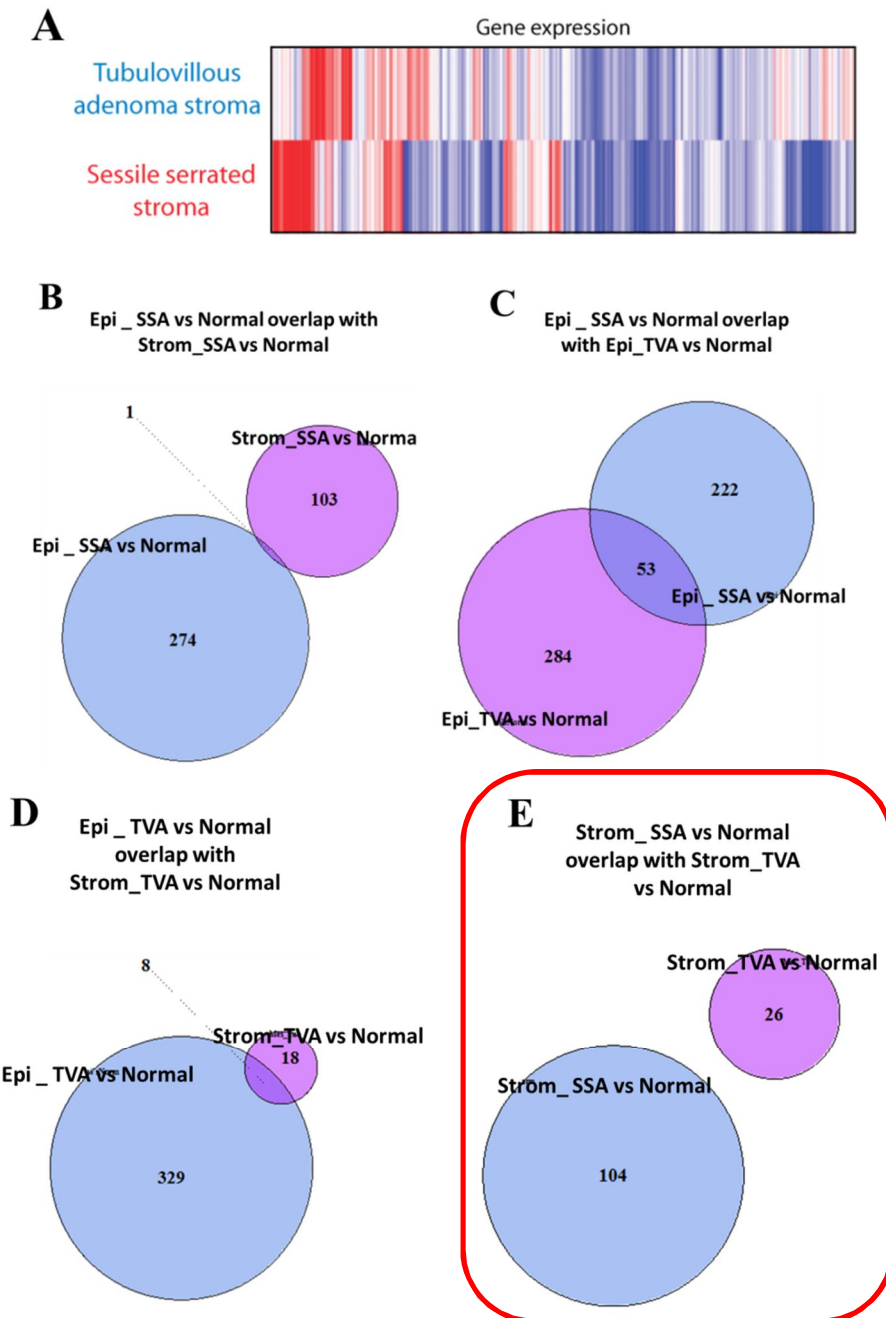 A
Gene expression
Tubulovillous
adenoma stroma
Sessile serrated
stroma
B
Epi _ SSA vs Normal overlap with
Strom_SSA vs Normal
1
Strom_SSA vs Norma
103
Epi _ SSA vs Normal
274
C
Epi _ SSA vs Normal overlap
with Epi_TVA vs Normal
222
53
Epi _ SSA vs Normal
284
Epi_TVA vs Normal
D
Epi _ TVA vs Normal
overlap with
Strom_TVA vs Normal
8
Strom_TVA vs Normal
18
Epi _ TVA vs Normal
329
E
Strom_ SSA vs Normal
overlap with Strom_TVA
vs Normal
Strom_TVA vs Normal
26
Strom_ SSA vs Normal
104